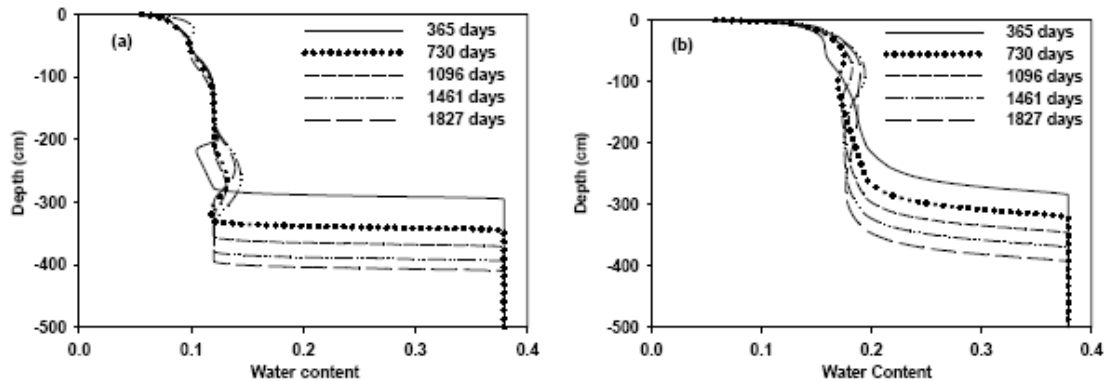 (a)
365 days
730 days
1096 days
1461 days
1827 days
0
-100
-200
-300
-400
-500
Depth (cm)
0.0 0.1 0.2 0.3 0.4
Water content
(b)
365 days
730 days
1096 days
1461 days
1827 days
0
-100
-200
-300
-400
-500
Depth (cm)
0.0 0.1 0.2 0.3 0.4
Water Content